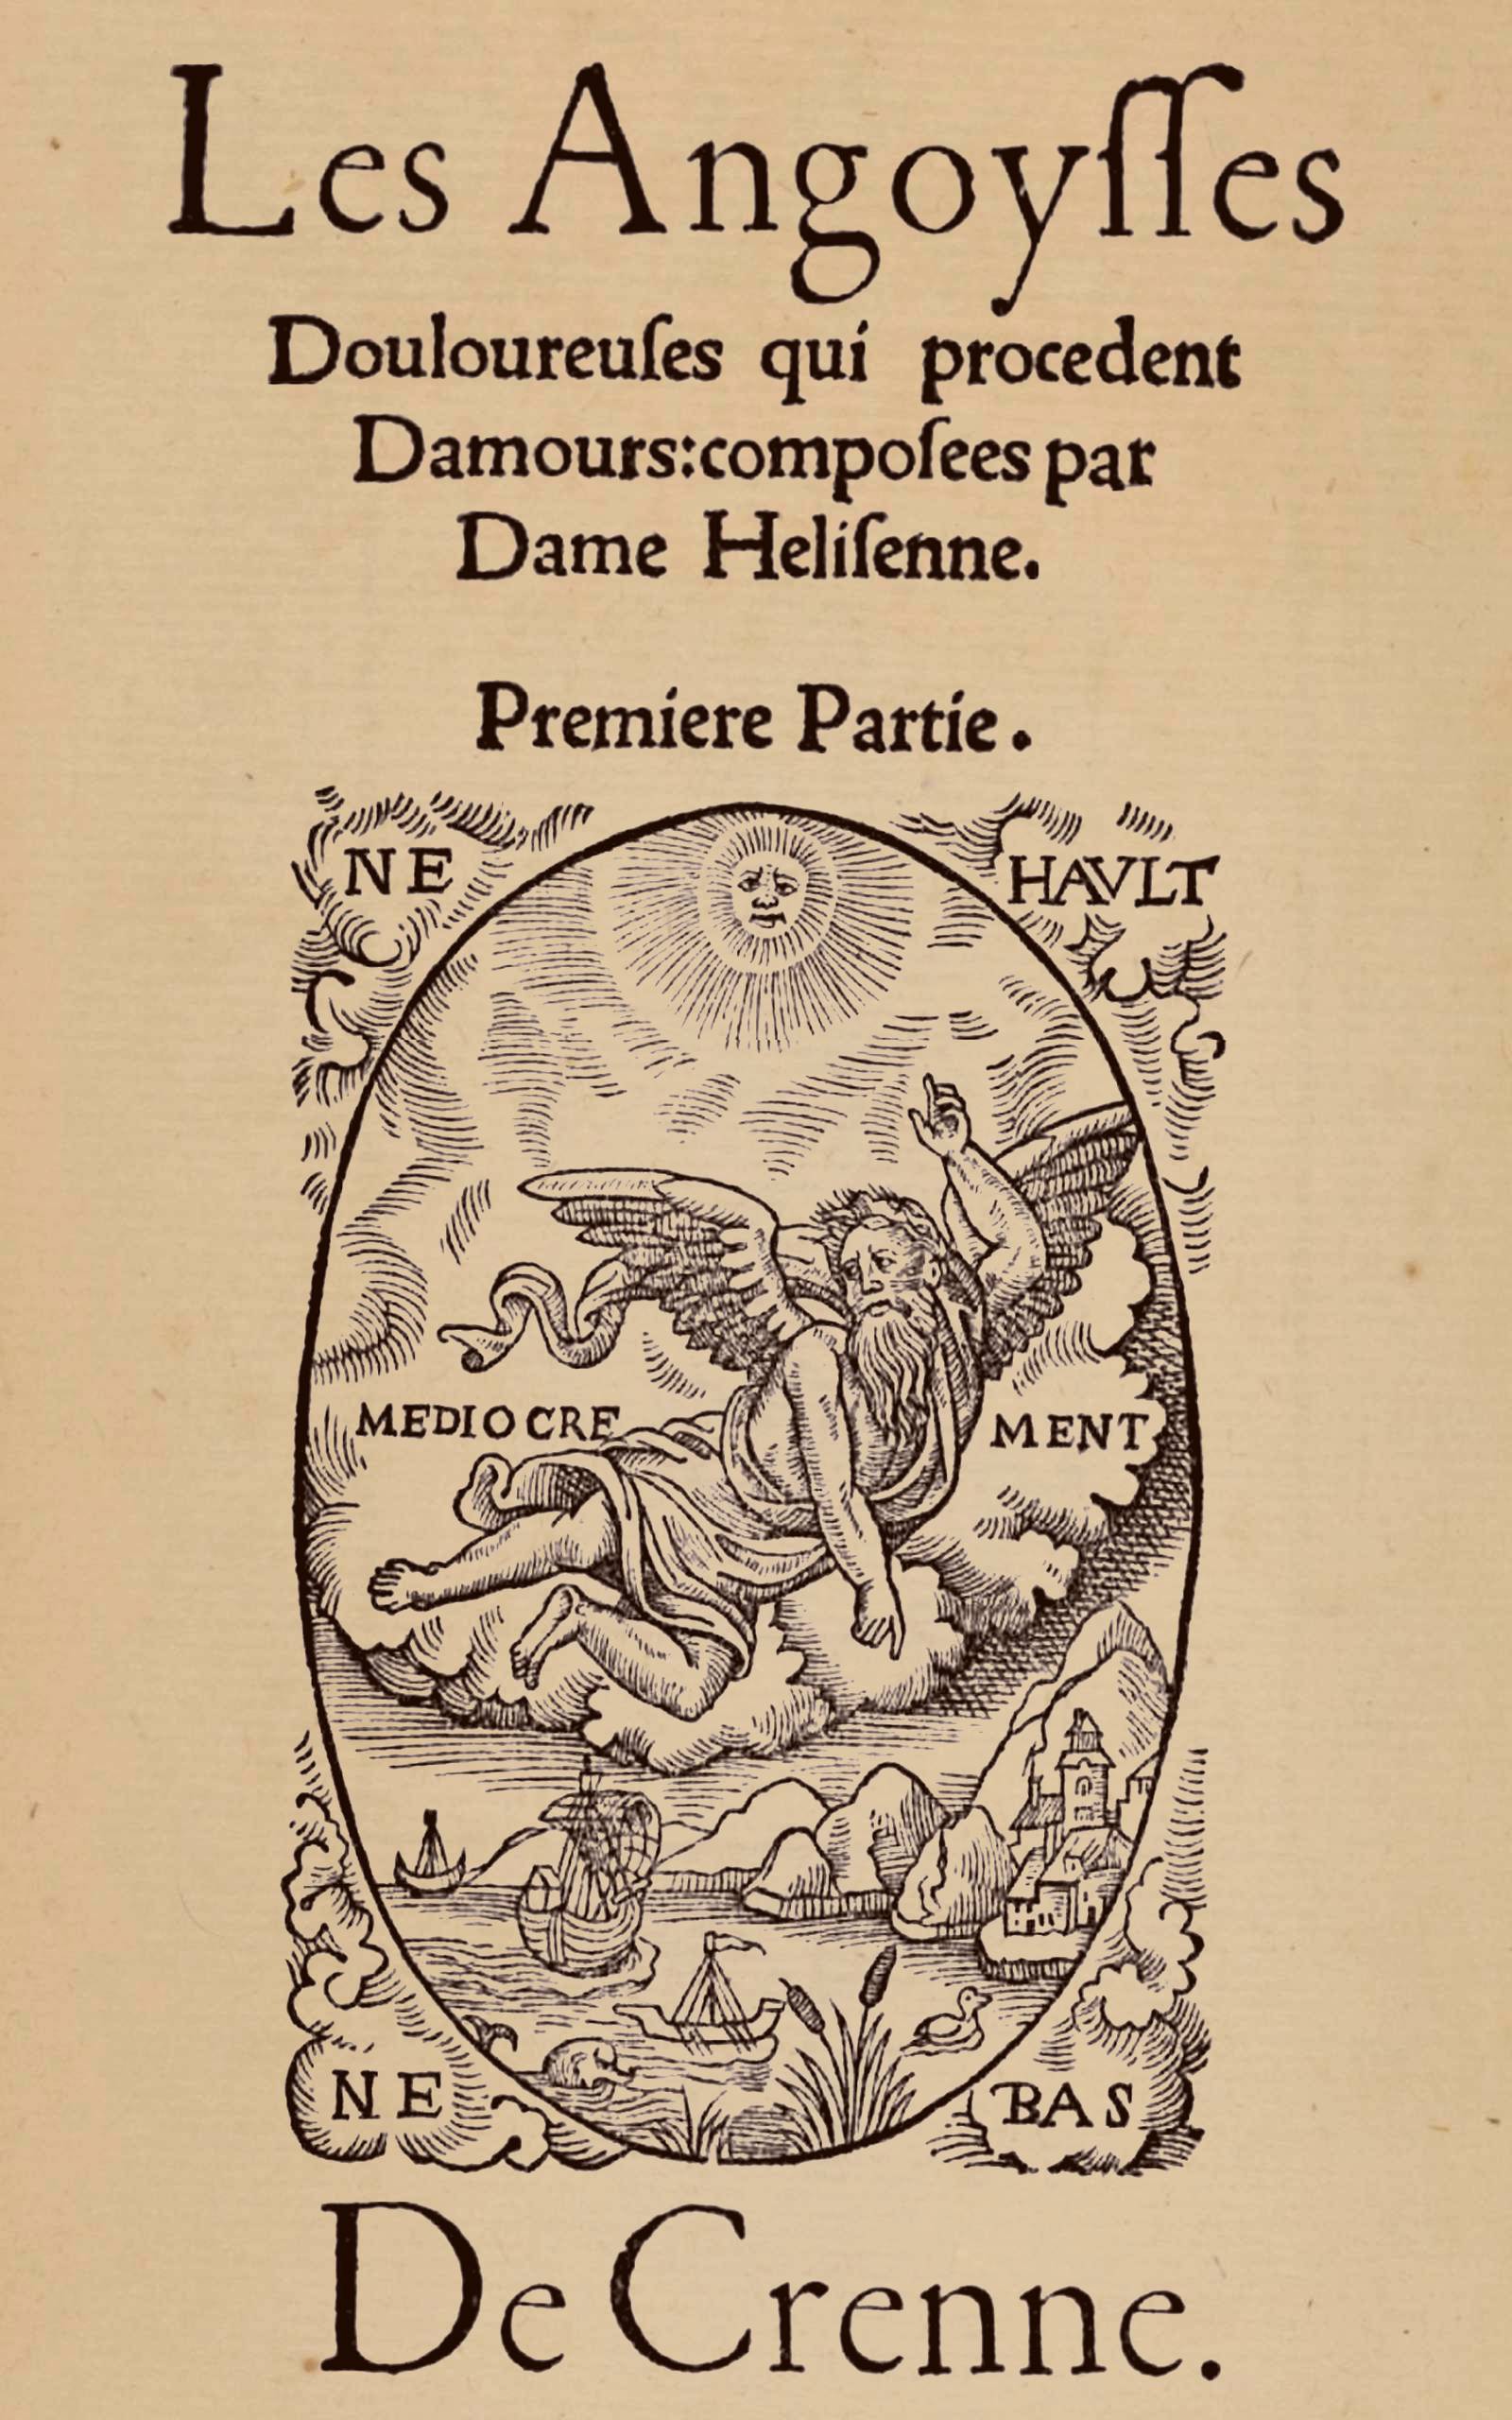 Les Angoyſſes
Douloureuſes qui procedent
Damours:compoſees par
Dame Heliſenne.
Premiere Partie.
NE HAVLT
MEDIOCRE MENT
NE BAS
De Crenne.